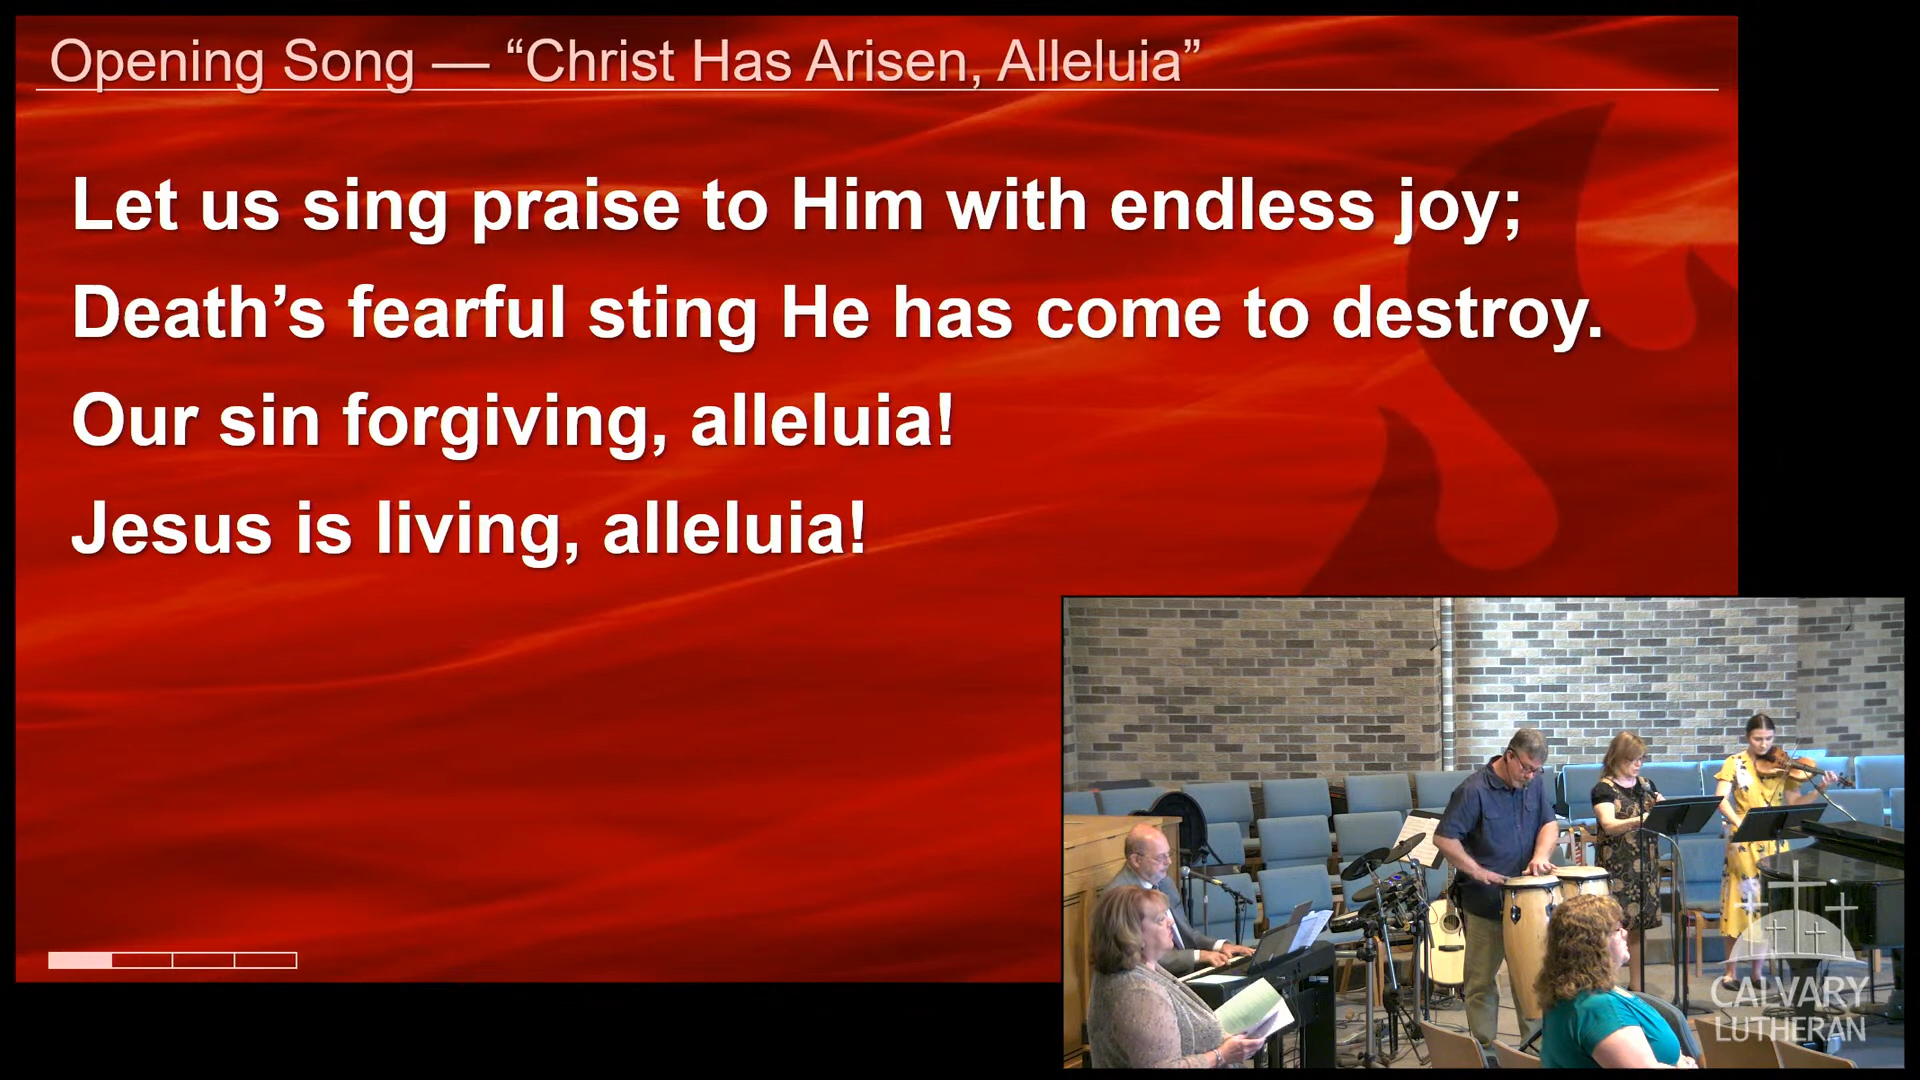 Opening Song — “Christ Has Arisen, Alleluia”
Let us sing praise to Him with endless joy;
Death’s fearful sting He has come to destroy.
Our sin forgiving, alleluia!
Jesus is living, alleluia!
CALVARY
LUTHERAN